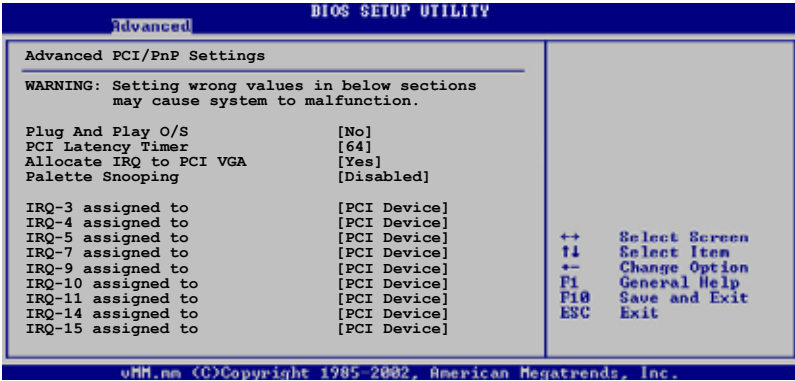 BIOS SETUP UTILITY
Advanced
Advanced PCI/PnP Settings
WARNING: Setting wrong values in below sections
may cause system to malfunction.
Plug And Play O/S [No]
PCI Latency Timer [64]
Allocate IRQ to PCI VGA [Yes]
Palette Snooping [Disabled]
IRQ-3 assigned to [PCI Device]
IRQ-4 assigned to [PCI Device]
IRQ-5 assigned to [PCI Device]
IRQ-7 assigned to [PCI Device]
IRQ-9 assigned to [PCI Device]
IRQ-10 assigned to [PCI Device]
IRQ-11 assigned to [PCI Device]
IRQ-14 assigned to [PCI Device]
IRQ-15 assigned to [PCI Device]
↔ Select Screen
↑↓ Select Item
+- Change Option
F1 General Help
F10 Save and Exit
ESC Exit
vMM.mm (C)Copyright 1985-2002, American Megatrends, Inc.